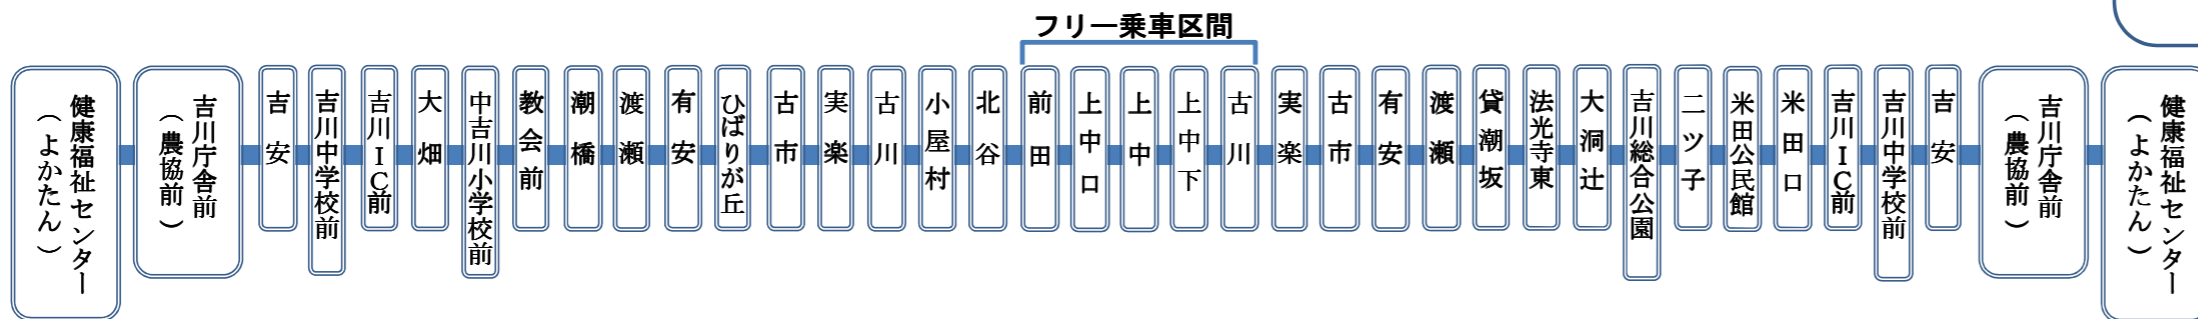 フリー乗車区間
健康福祉センター
（よかたん）
吉川庁舎前
（農協前）
吉安
吉川中学校前
吉川ＩＣ前
大畑
中吉川小学校前
教会前
潮橋
渡瀬
有安
ひばりが丘
古市
実楽
古川
小屋村
北谷
前田
上中口
上中
上中下
古川
実楽
古市
有安
渡瀬
貸潮坂
法光寺東
大洞辻
吉川総合公園
二ツ子
米田公民館
米田口
吉川ＩＣ前
吉川中学校前
吉安
吉川庁舎前
（農協前）
健康福祉センター
（よかたん）